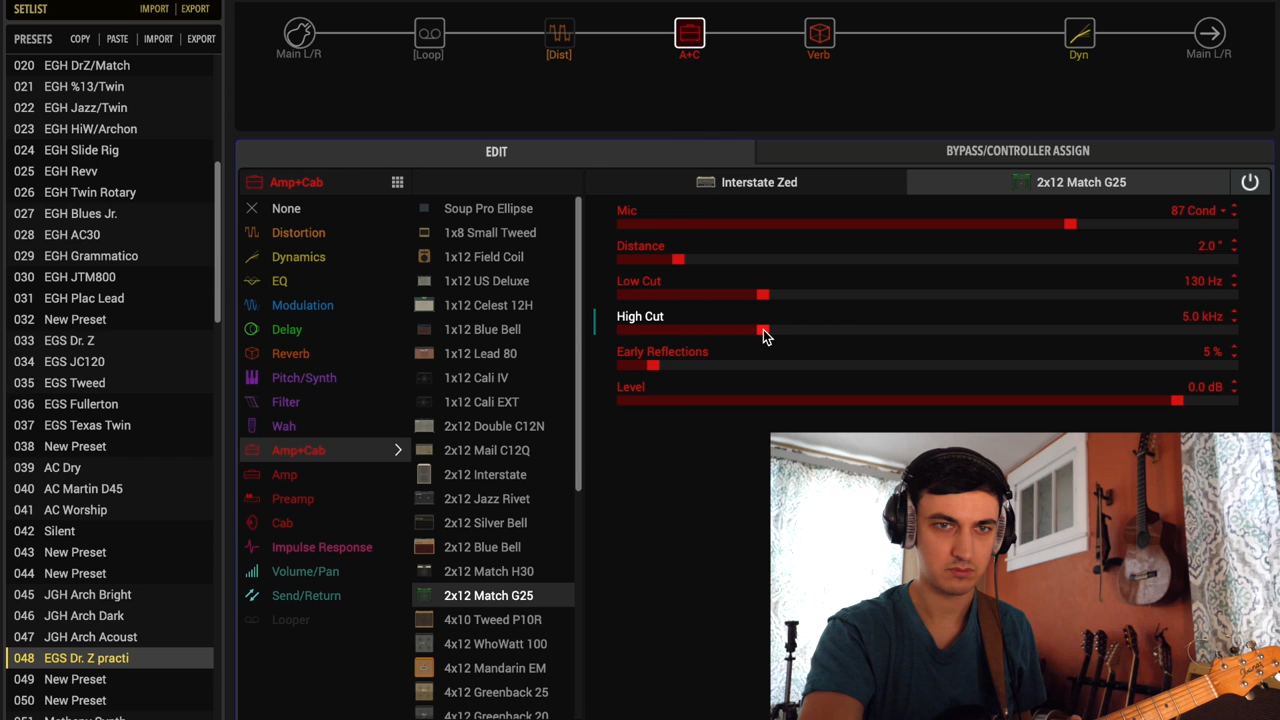 SETLIST IMPORT EXPORT
PRESETS COPY PASTE IMPORT EXPORT
020 EGH DrZ/Match
021 EGH %13/Twin
022 EGH Jazz/Twin
023 EGH HiW/Archon
024 EGH Slide Rig
025 EGH Revv
026 EGH Twin Rotary
027 EGH Blues Jr.
028 EGH AC30
029 EGH Grammatico
030 EGH JTM800
031 EGH Plac Lead
032 New Preset
033 EGS Dr. Z
034 EGS JC120
035 EGS Tweed
036 EGS Fullerton
037 EGS Texas Twin
038 New Preset
039 AC Dry
040 AC Martin D45
041 AC Worship
042 Silent
043 New Preset
044 New Preset
045 JGH Arch Bright
046 JGH Arch Dark
047 JGH Arch Acoust
048 EGS Dr. Z practi
049 New Preset
050 New Preset
Main L/R
[Loop]
[Dist]
A+C
Verb
Dyn
Main L/R
EDIT
BYPASS/CONTROLLER ASSIGN
Amp+Cab
None
Distortion
Dynamics
EQ
Modulation
Delay
Reverb
Pitch/Synth
Filter
Wah
Amp+Cab
Amp
Preamp
Cab
Impulse Response
Volume/Pan
Send/Return
Looper
Soup Pro Ellipse
1x8 Small Tweed
1x12 Field Coil
1x12 US Deluxe
1x12 Celest 12H
1x12 Blue Bell
1x12 Lead 80
1x12 Cali IV
1x12 Cali EXT
2x12 Double C12N
2x12 Mail C12Q
2x12 Interstate
2x12 Jazz Rivet
2x12 Silver Bell
2x12 Blue Bell
2x12 Match H30
2x12 Match G25
4x10 Tweed P10R
4x12 WhoWatt 100
4x12 Mandarin EM
4x12 Greenback 25
4x12 Greenback 20
Interstate Zed
2x12 Match G25
Mic 87 Cond
Distance 2.0 "
Low Cut 130 Hz
High Cut 5.0 kHz
Early Reflections 5 %
Level 0.0 dB